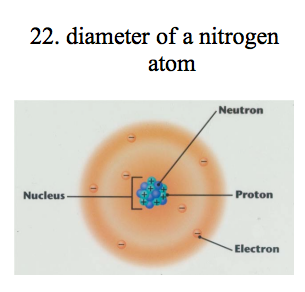 22. diameter of a nitrogen
atom
Neutron
Nucleus
Proton
Electron